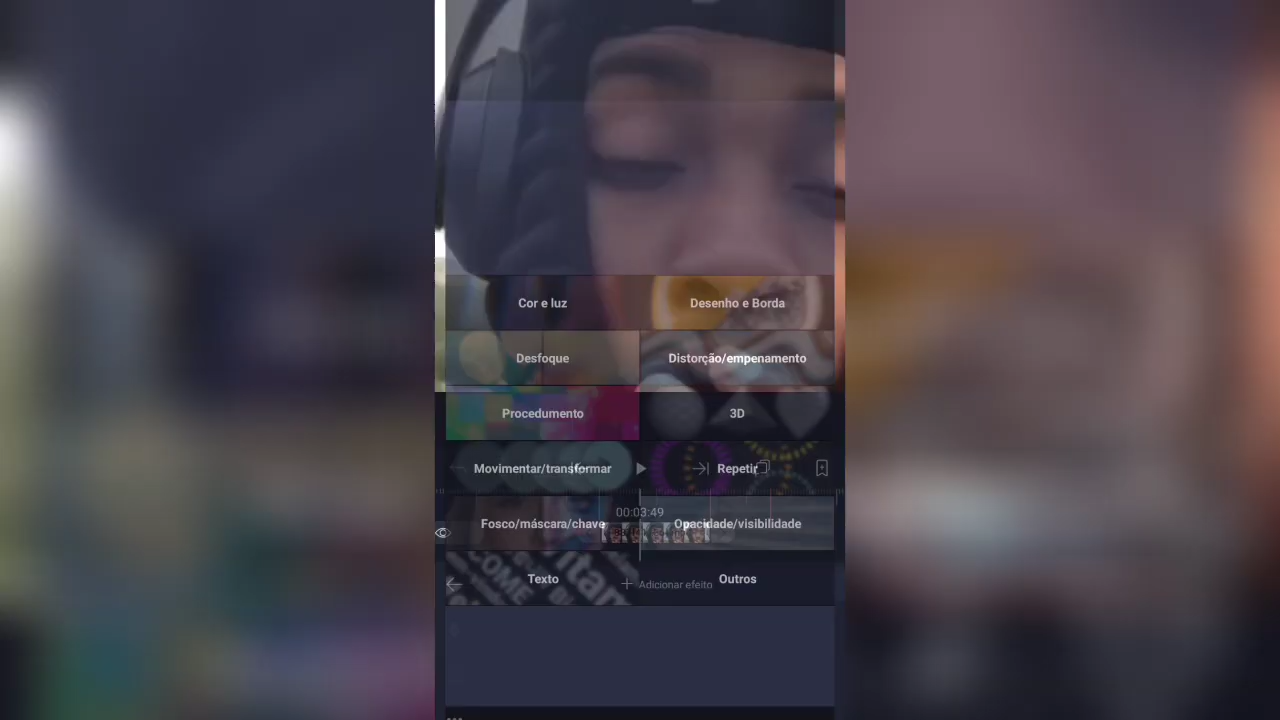 Cor e luz
Desenho e Borda
Desfoque
Distorção/empenamento
Procedumento
3D
Movimentar/transformar
Repetir
00:03:49
Fosco/máscara/chave
Opacidade/visibilidade
Texto
Adicionar efeito
Outros